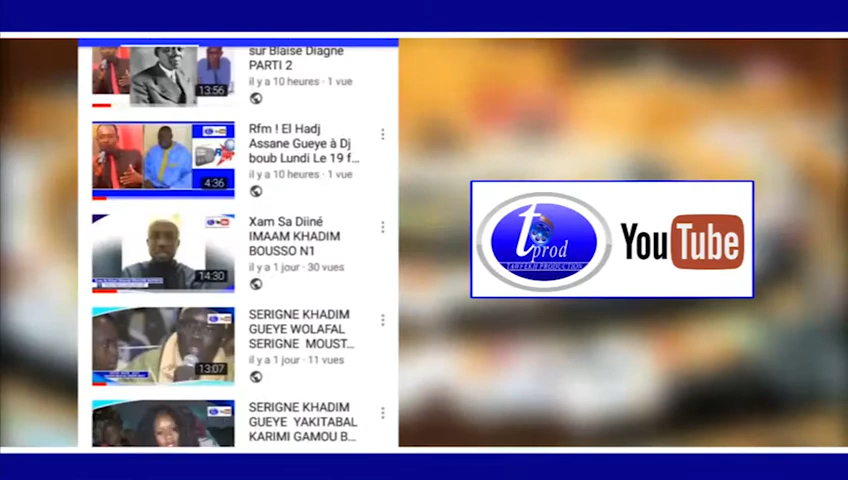 sur Blaise Diagne
PARTI 2
il y a 10 heures · 1 vue
13:56
Rfm ! El Hadj
Assane Gueye à Dj
boub Lundi Le 19 f...
il y a 10 heures · 1 vue
4:36
Xam Sa Diiné
IMAAM KHADIM
BOUSSO N1
il y a 1 jour · 30 vues
14:30
SERIGNE KHADIM
GUEYE WOLAFAL
SERIGNE MOUST...
il y a 1 jour · 11 vues
13:07
SERIGNE KHADIM
GUEYE YAKITABAL
KARIMI GAMOU B...
tprod
PRODUCTION
YouTube